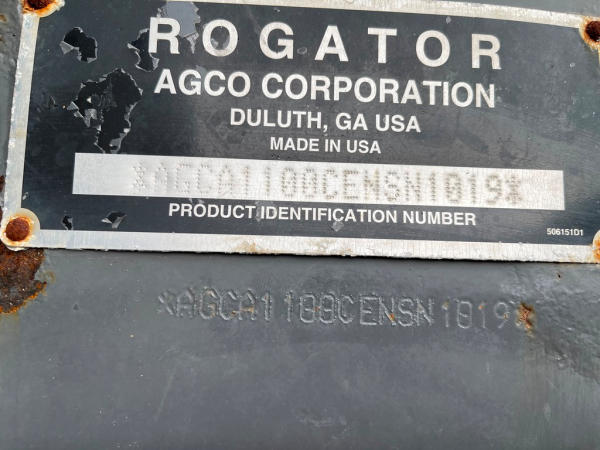 ROGATOR
AGCO CORPORATION
DULUTH, GA USA
MADE IN USA
*AGCA1100CENSN1019*
PRODUCT IDENTIFICATION NUMBER
506151D1
*AGCA1100CENSN1019*